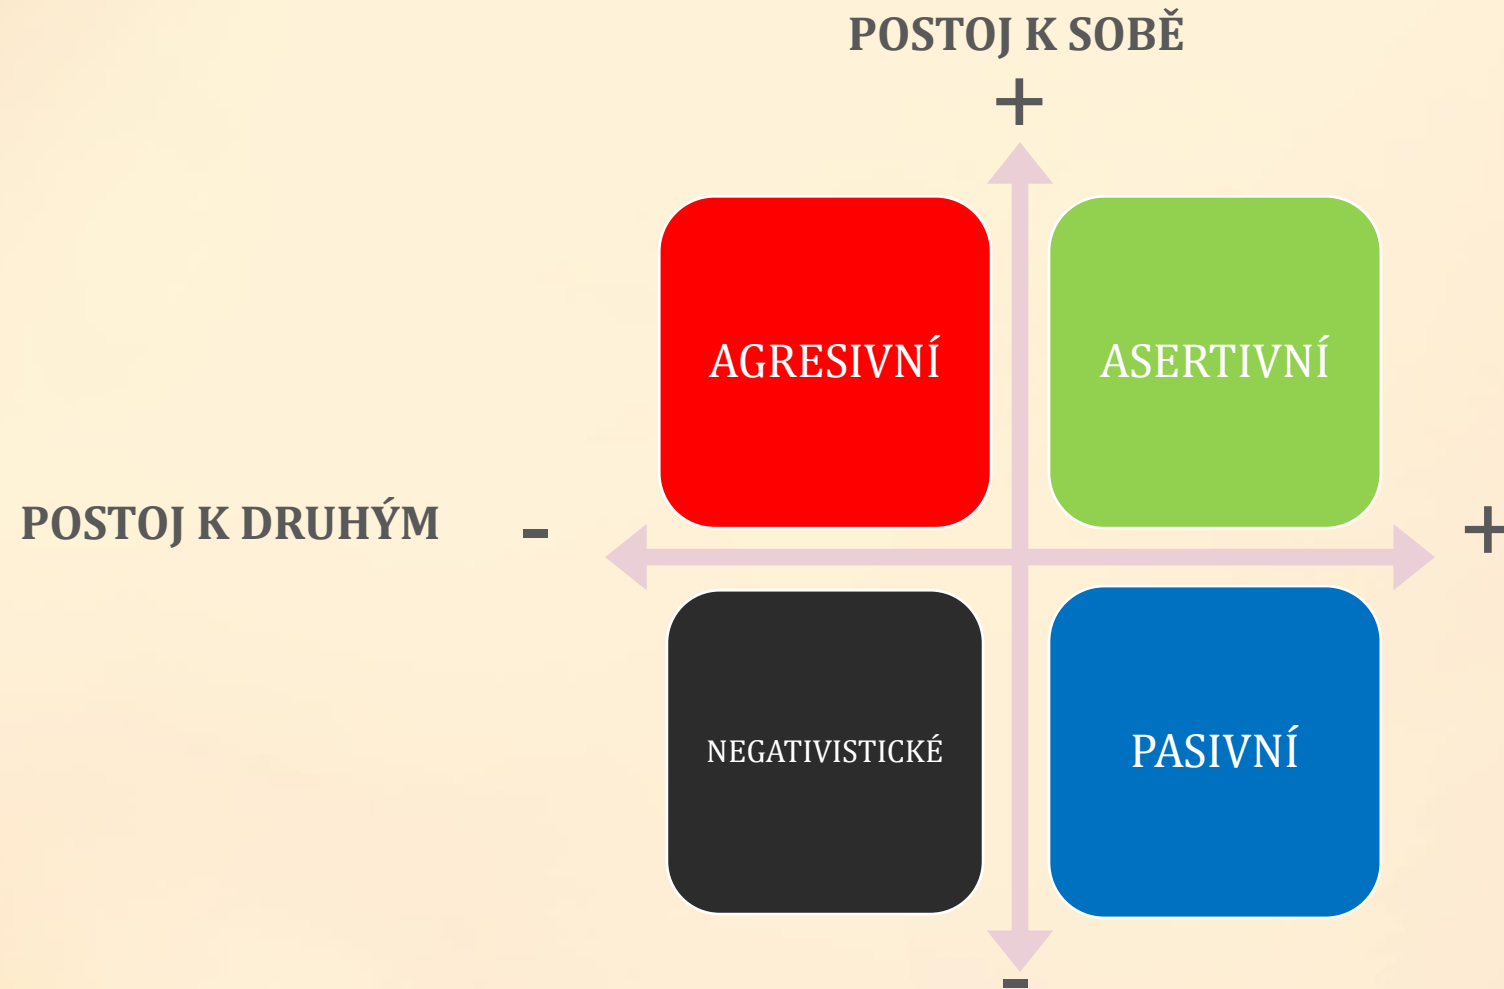 POSTOJ K SOBĚ
+
AGRESIVNÍ
ASERTIVNÍ
POSTOJ K DRUHÝM
-
+
NEGATIVISTICKÉ
PASIVNÍ
-